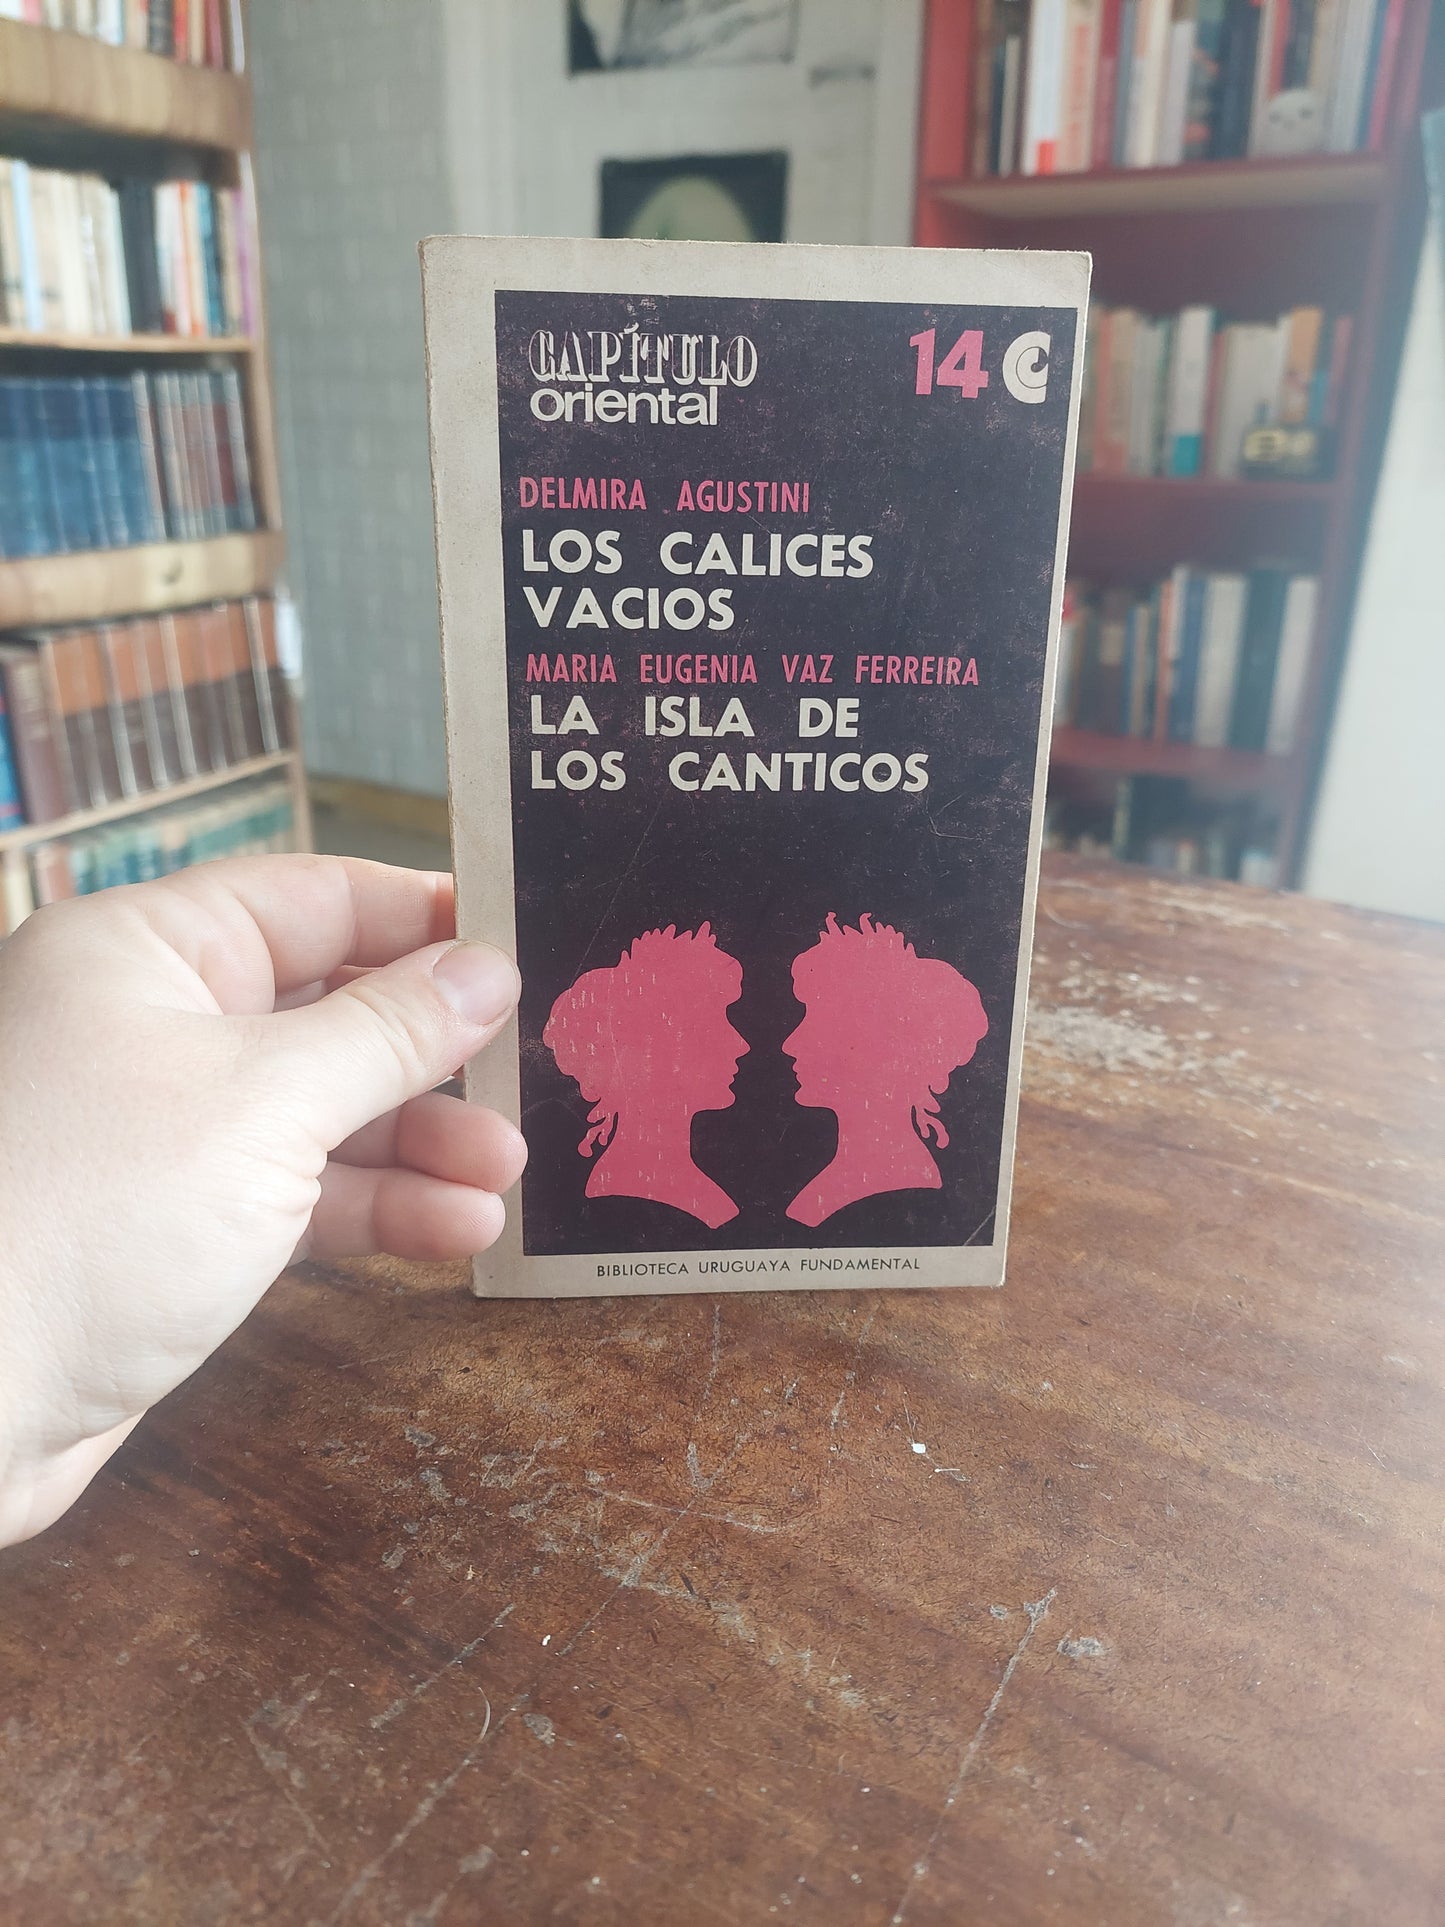 CAPÍTULO
oriental
14 C
DELMIRA AGUSTINI
LOS CALICES
VACIOS
MARIA EUGENIA VAZ FERREIRA
LA ISLA DE
LOS CANTICOS
BIBLIOTECA URUGUAYA FUNDAMENTAL